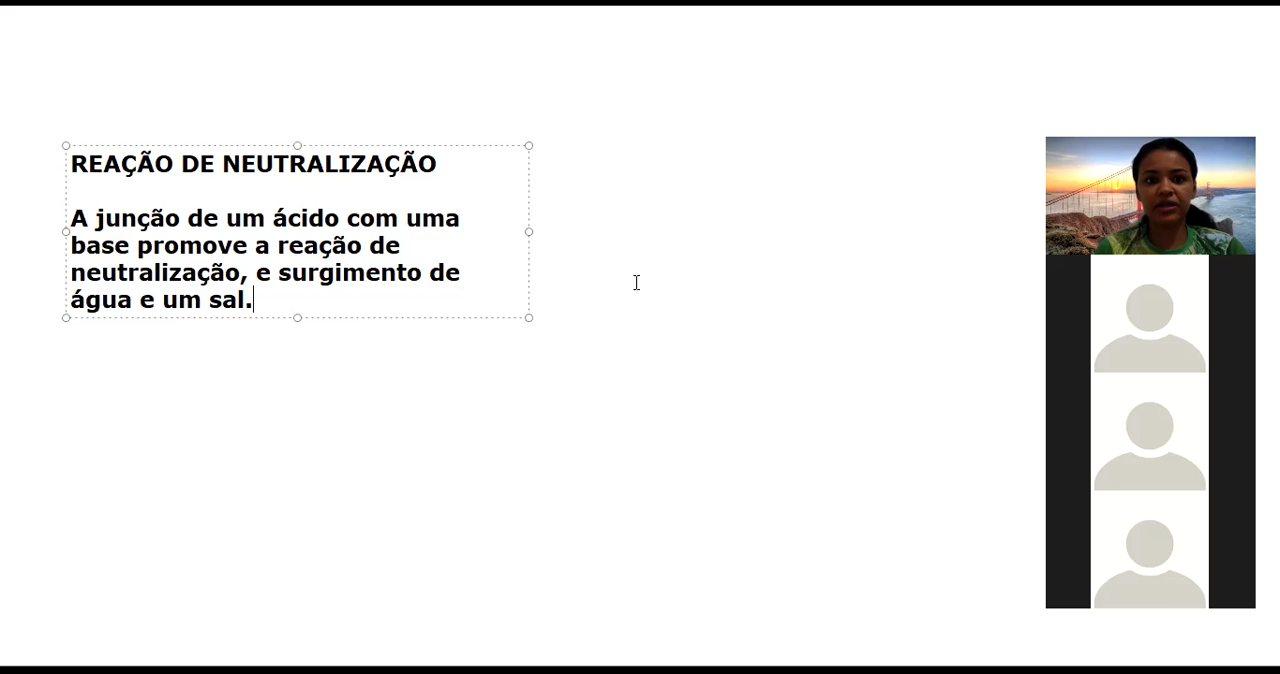 REAÇÃO DE NEUTRALIZAÇÃO
A junção de um ácido com uma
base promove a reação de
neutralização, e surgimento de
água e um sal.